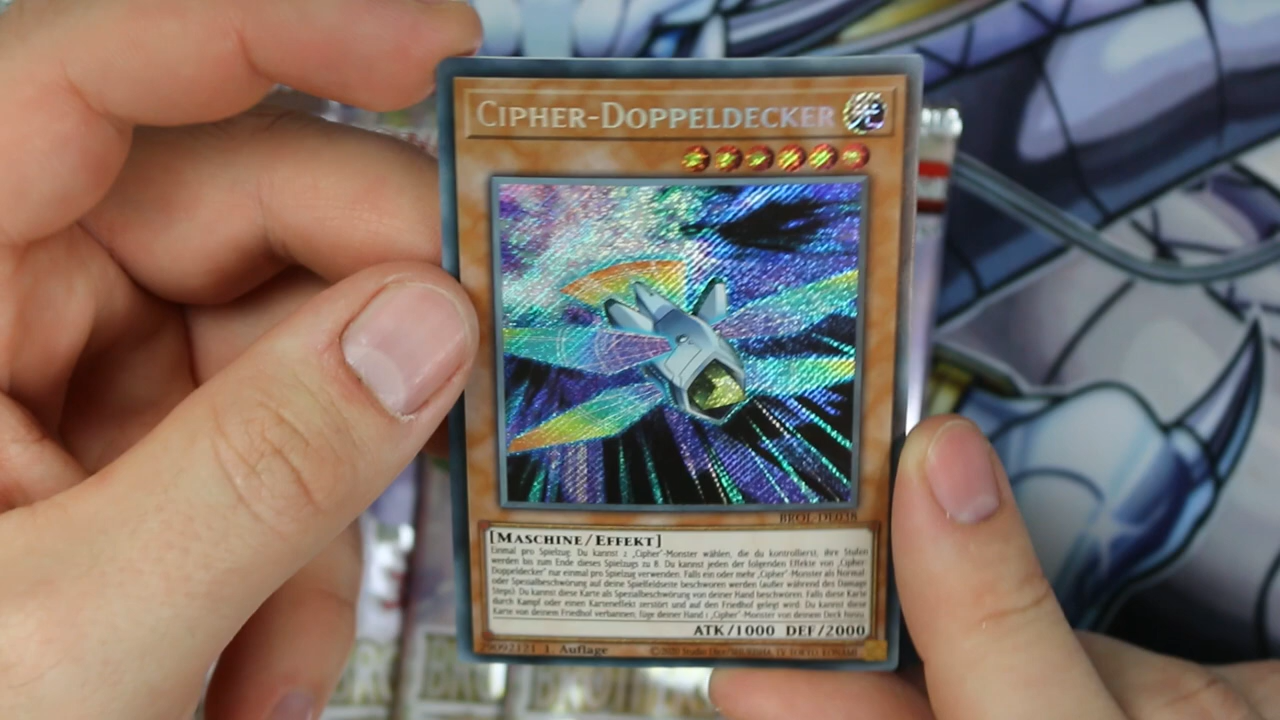 CIPHER-DOPPELDECKER
BROL-DE038
[MASCHINE/EFFEKT]
Einmal pro Spielzug: Du kannst 2 „Cipher"-Monster wählen, die du kontrollierst; ihre Stufen
werden bis zum Ende dieses Spielzugs zu 8. Du kannst jeden der folgenden Effekte von „Cipher-
Doppeldecker" nur einmal pro Spielzug verwenden. Falls ein oder mehr „Cipher"-Monster als Normal-
oder Spezialbeschwörung auf deine Spielfeldseite beschworen werden (außer während des Damage
Steps): Du kannst diese Karte als Spezialbeschwörung von deiner Hand beschwören. Falls diese Karte
durch Kampf oder einen Karteneffekt zerstört und auf den Friedhof gelegt wird: Du kannst diese
Karte von deinem Friedhof verbannen; füge deiner Hand 1 „Cipher"-Monster von deinem Deck hinzu.
ATK/1000 DEF/2000
1. Auflage